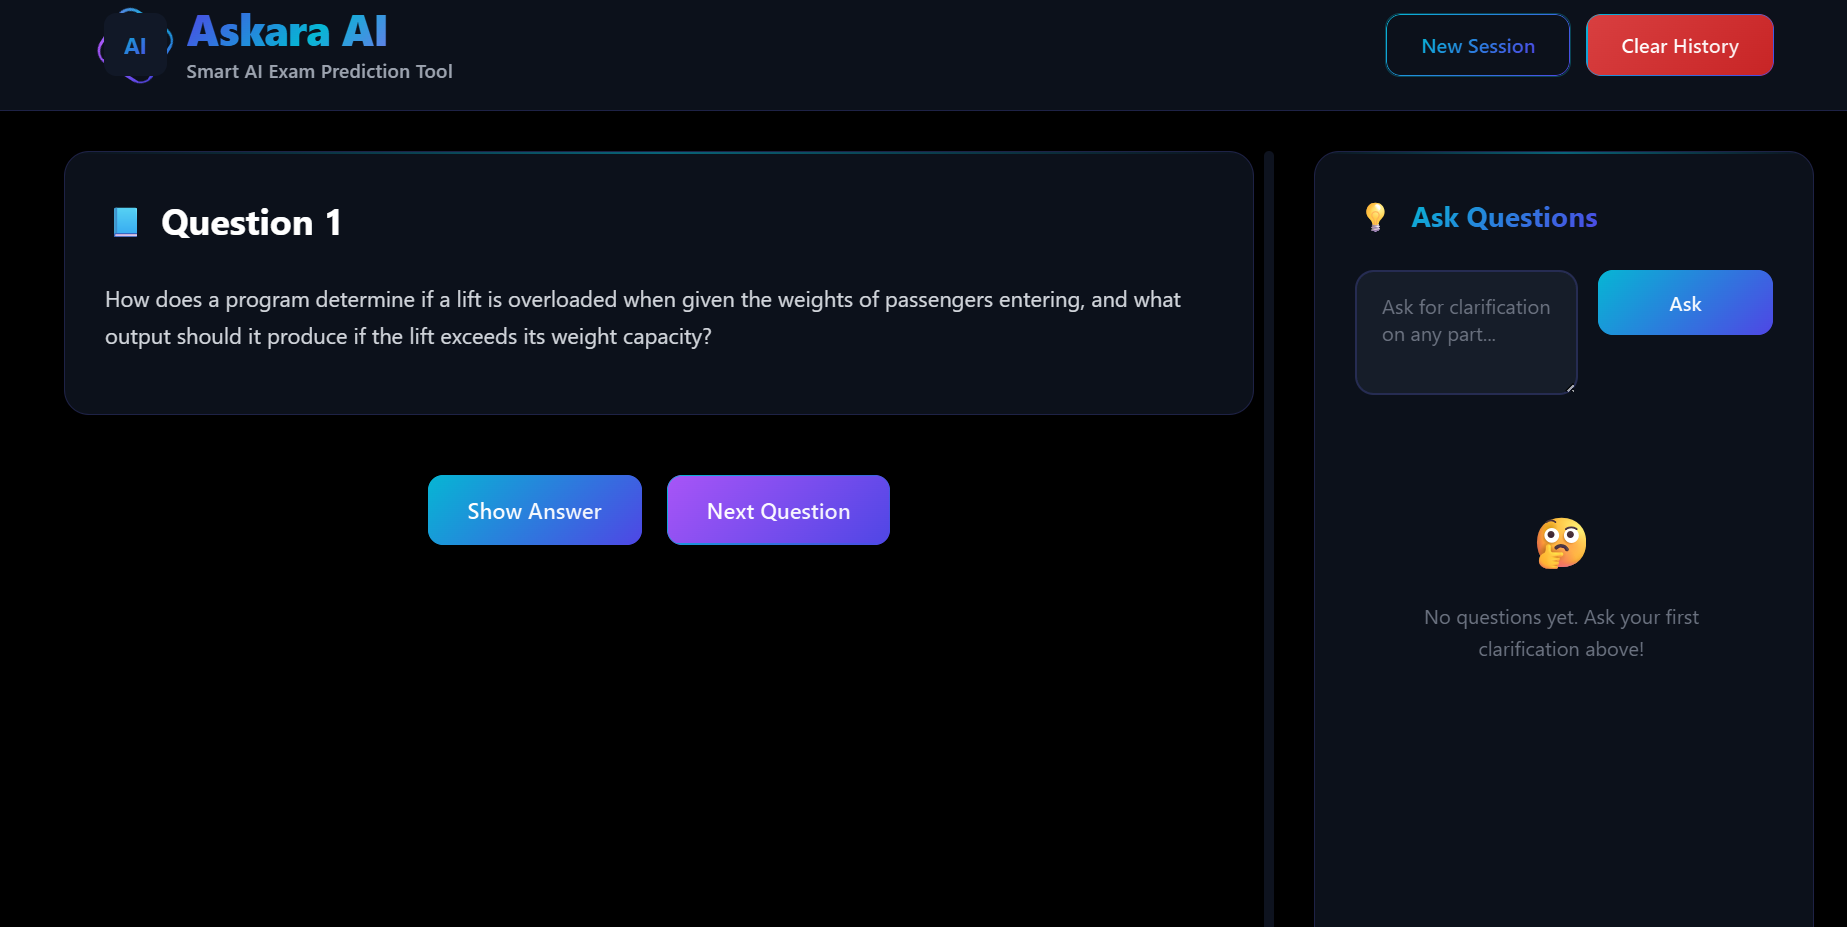 AI
Askara AI
Smart AI Exam Prediction Tool
New Session
Clear History
Question 1
How does a program determine if a lift is overloaded when given the weights of passengers entering, and what
output should it produce if the lift exceeds its weight capacity?
Show Answer
Next Question
Ask Questions
Ask for clarification
on any part...
Ask
No questions yet. Ask your first
clarification above!